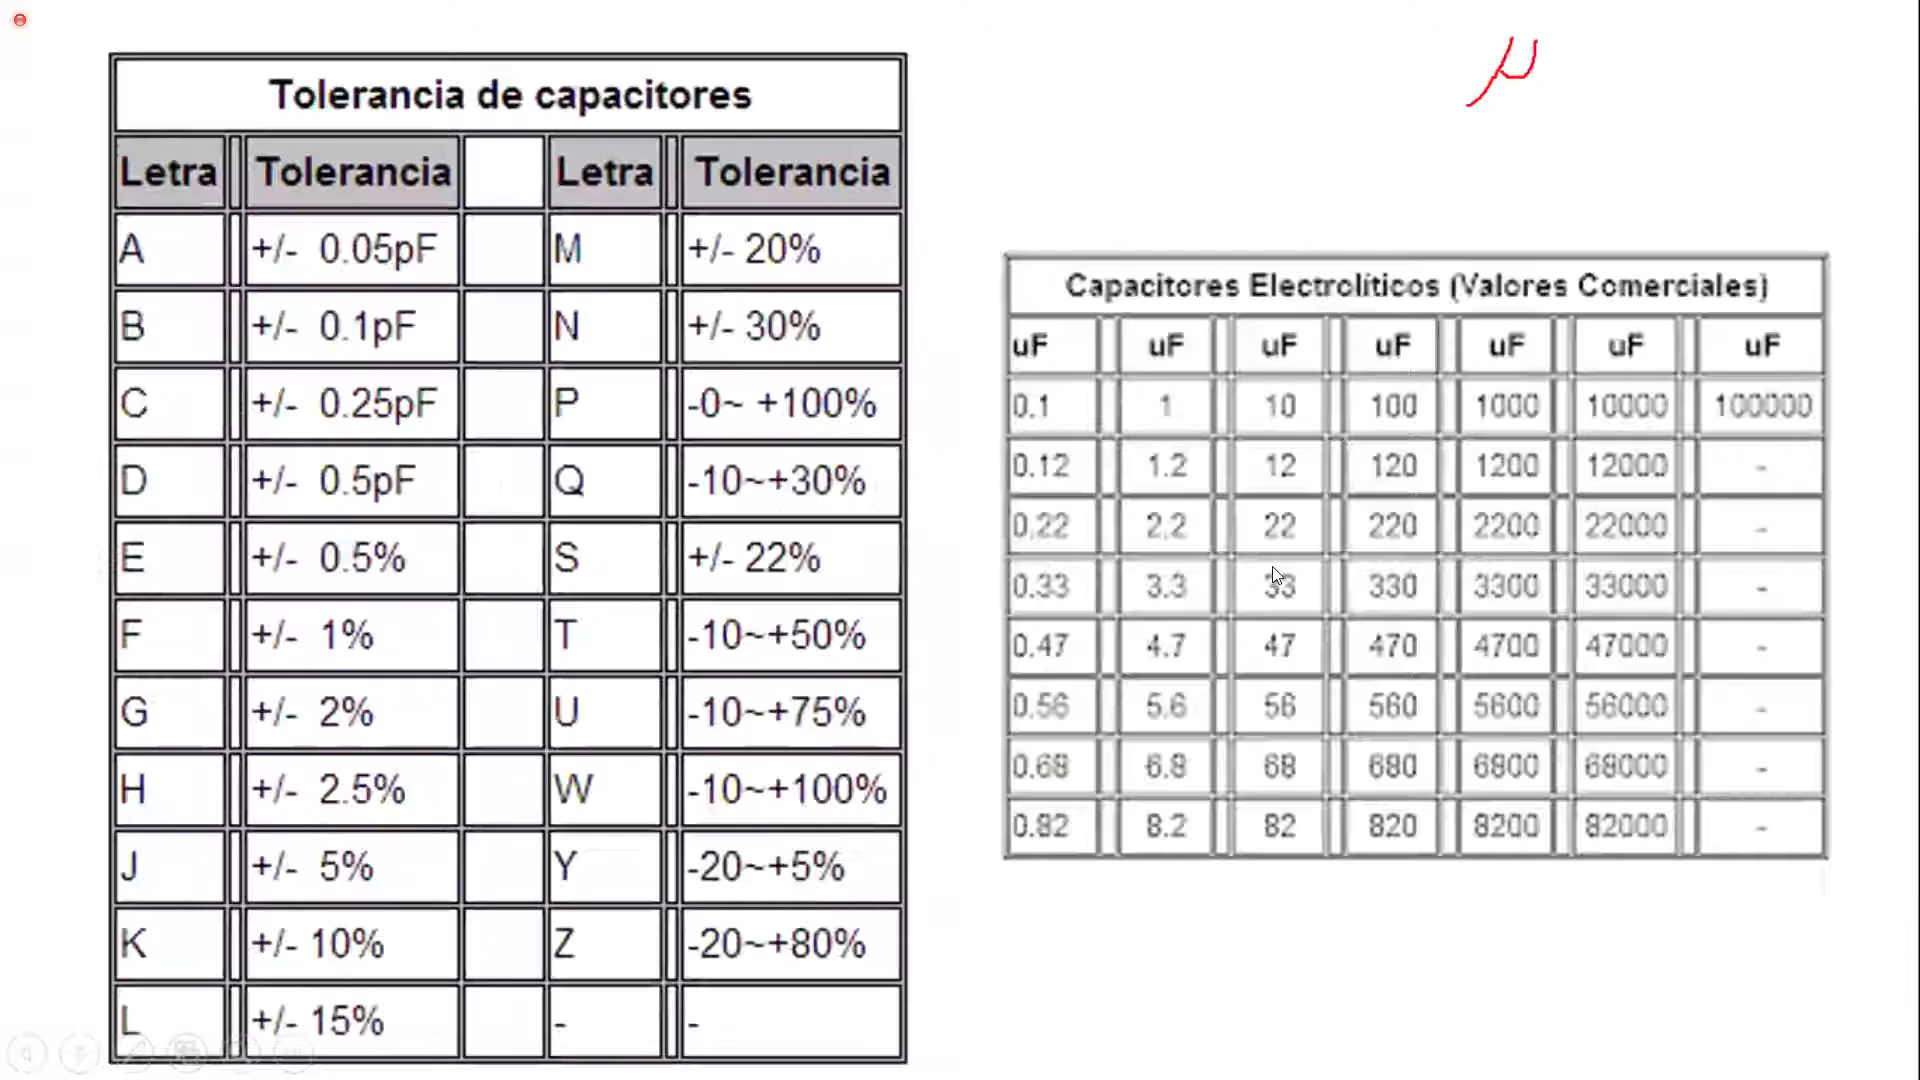 Tolerancia de capacitores
Letra Tolerancia Letra Tolerancia
A +/- 0.05pF M +/- 20%
B +/- 0.1pF N +/- 30%
C +/- 0.25pF P -0~ +100%
D +/- 0.5pF Q -10~+30%
E +/- 0.5% S +/- 22%
F +/- 1% T -10~+50%
G +/- 2% U -10~+75%
H +/- 2.5% W -10~+100%
J +/- 5% Y -20~+5%
K +/- 10% Z -20~+80%
L +/- 15% - -
μ
Capacitores Electrolíticos (Valores Comerciales)
uF uF uF uF uF uF uF
0.1 1 10 100 1000 10000 100000
0.12 1.2 12 120 1200 12000 -
0.22 2.2 22 220 2200 22000 -
0.33 3.3 33 330 3300 33000 -
0.47 4.7 47 470 4700 47000 -
0.56 5.6 56 560 5600 56000 -
0.68 6.8 68 680 6800 68000 -
0.82 8.2 82 820 8200 82000 -